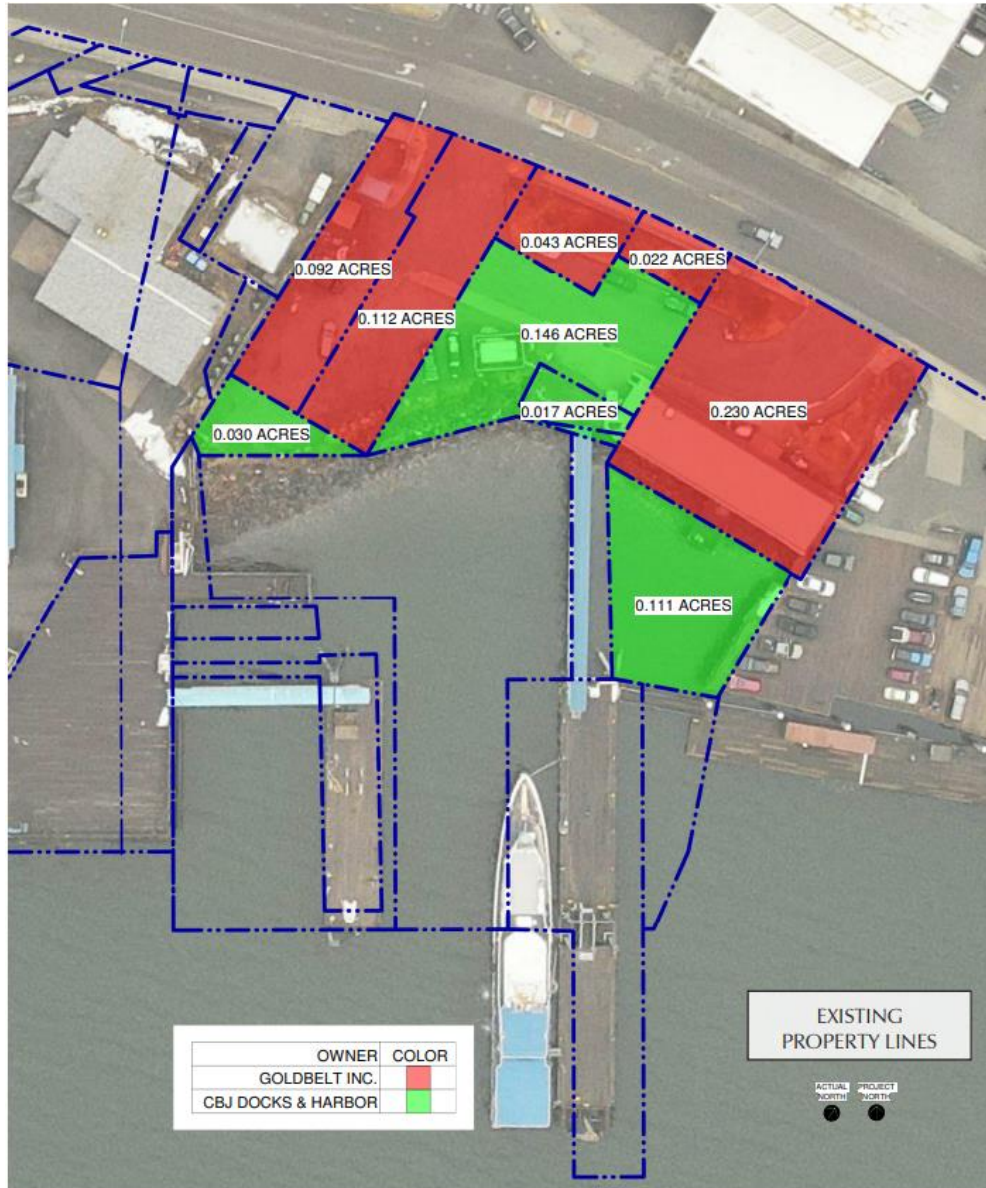 0.043 ACRES
0.022 ACRES
0.092 ACRES
0.112 ACRES
0.146 ACRES
0.017 ACRES
0.230 ACRES
0.030 ACRES
0.111 ACRES
EXISTING
PROPERTY LINES
OWNER COLOR
GOLDBELT INC.
CBJ DOCKS & HARBOR
ACTUAL NORTH
PROJECT NORTH